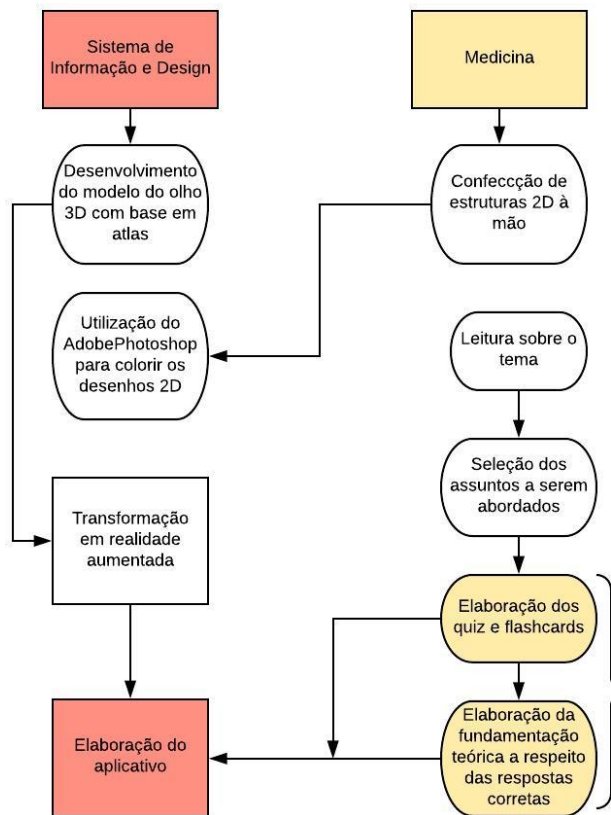 Sistema de
Informação e Design
Medicina
Desenvolvimento
do modelo do olho
3D com base em
atlas
Confeccção de
estruturas 2D à
mão
Utilização do
AdobePhotoshop
para colorir os
desenhos 2D
Leitura sobre o
tema
Seleção dos
assuntos a serem
abordados
Transformação
em realidade
aumentada
Elaboração dos
quiz e flashcards
Elaboração do
aplicativo
Elaboração da
fundamentação
teórica a respeito
das respostas
corretas